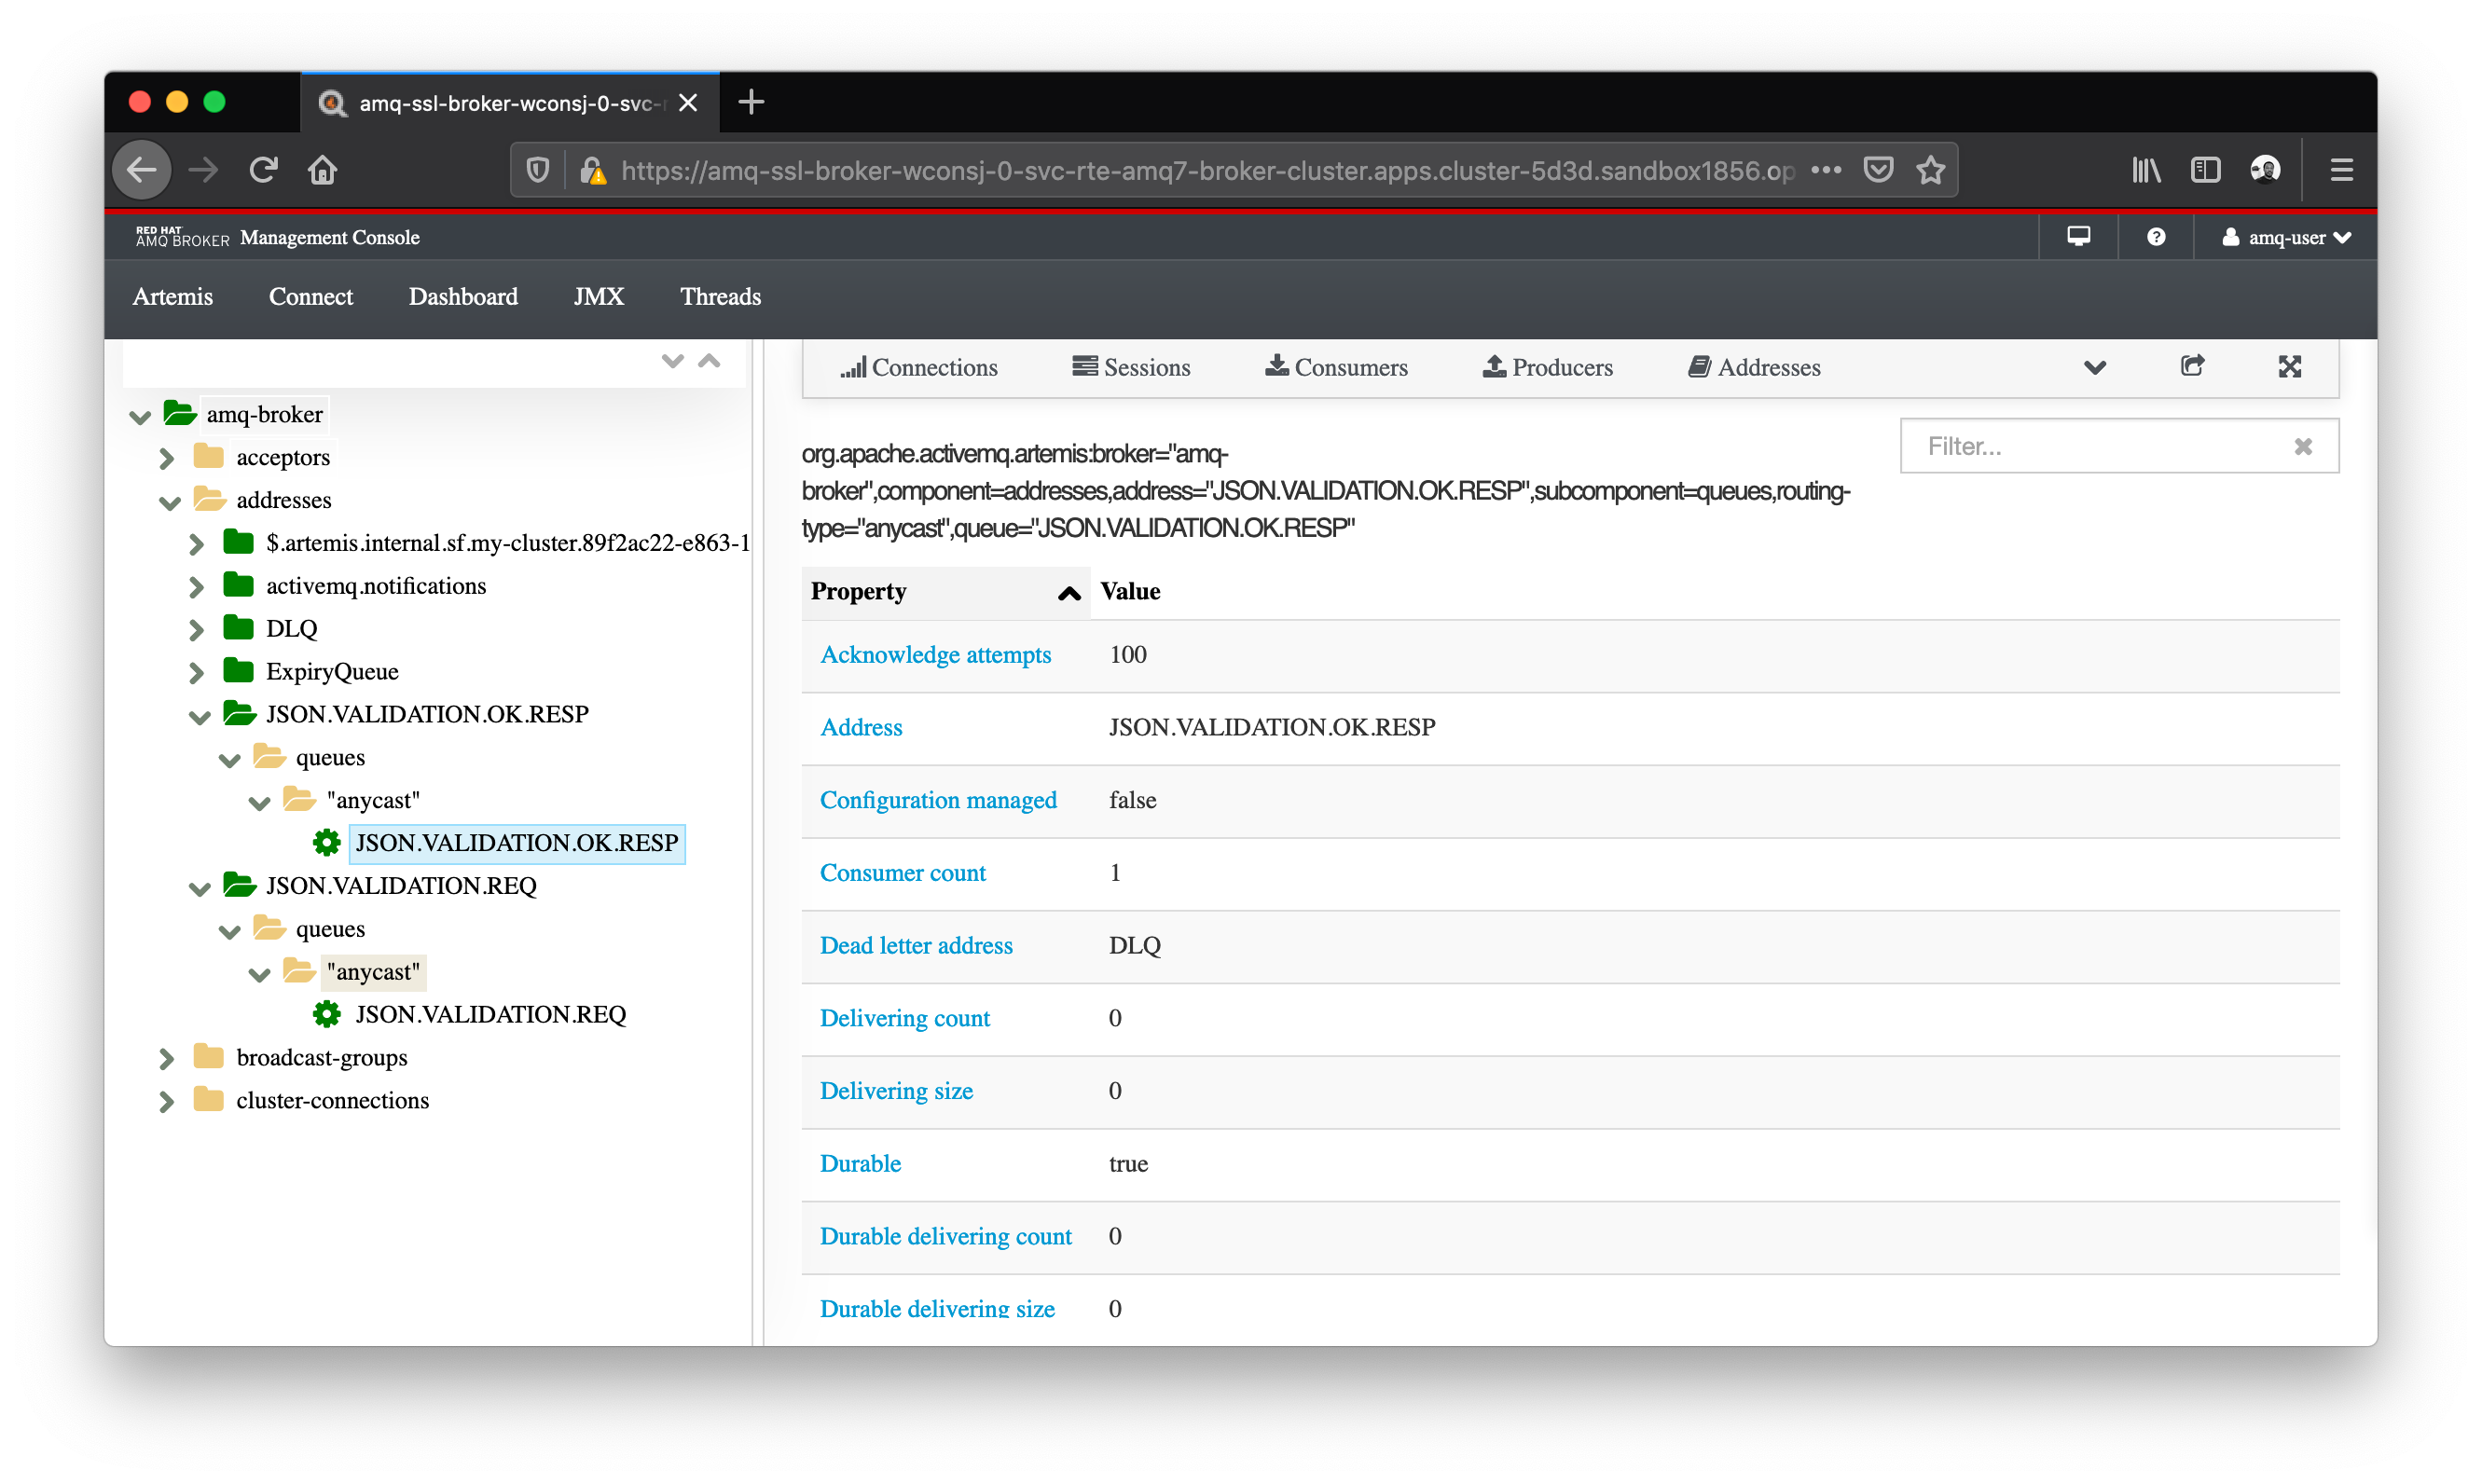 amq-ssl-broker-wconsj-0-svc-r
https://amq-ssl-broker-wconsj-0-svc-rte-amq7-broker-cluster.apps.cluster-5d3d.sandbox1856.op
RED HAT
AMQ BROKER Management Console
amq-user
Artemis Connect Dashboard JMX Threads
amq-broker
acceptors
addresses
$.artemis.internal.sf.my-cluster.89f2ac22-e863-1
activemq.notifications
DLQ
ExpiryQueue
JSON.VALIDATION.OK.RESP
queues
"anycast"
JSON.VALIDATION.OK.RESP
JSON.VALIDATION.REQ
queues
"anycast"
JSON.VALIDATION.REQ
broadcast-groups
cluster-connections
Connections Sessions Consumers Producers Addresses
Filter...
org.apache.activemq.artemis:broker="amq-
broker",component=addresses,address="JSON.VALIDATION.OK.RESP",subcomponent=queues,routing-
type="anycast",queue="JSON.VALIDATION.OK.RESP"
Property Value
Acknowledge attempts 100
Address JSON.VALIDATION.OK.RESP
Configuration managed false
Consumer count 1
Dead letter address DLQ
Delivering count 0
Delivering size 0
Durable true
Durable delivering count 0
Durable delivering size 0